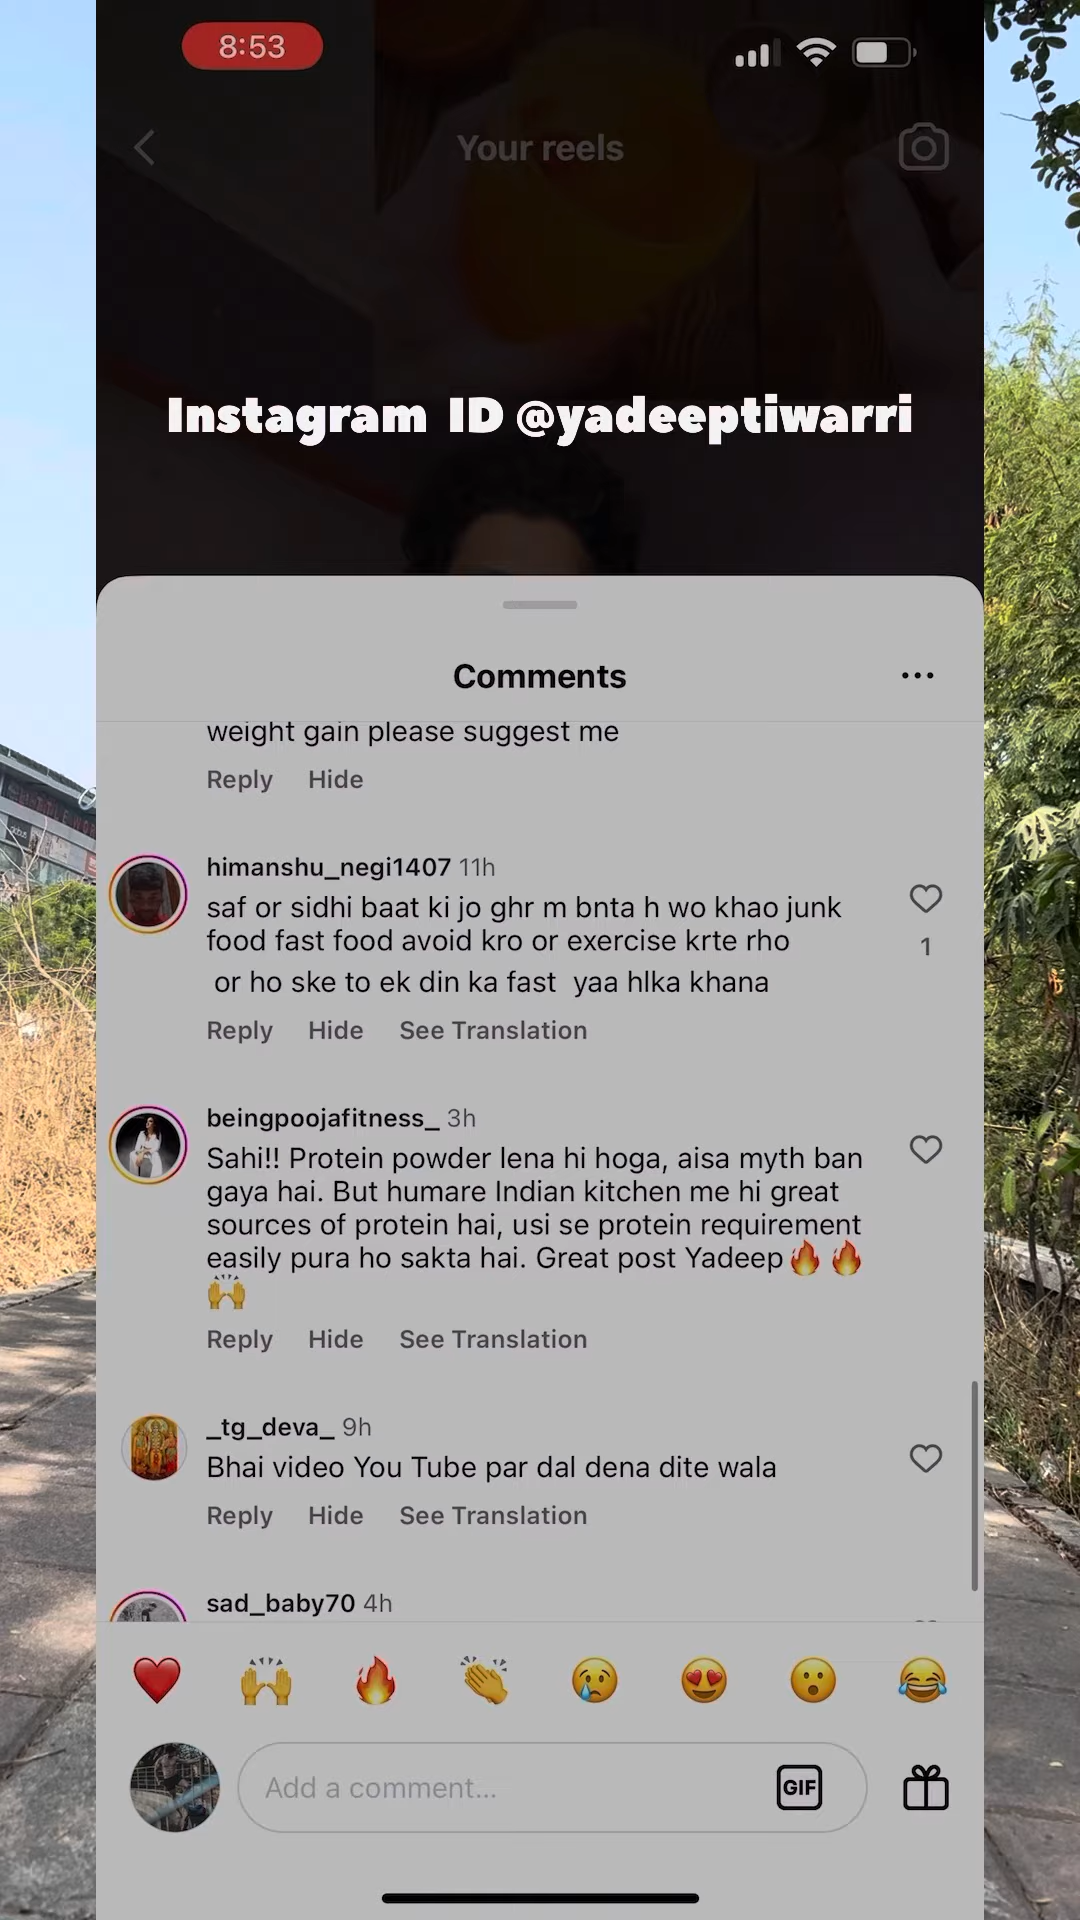 8:53
Your reels
Instagram ID @yadeeptiwarri
Comments
weight gain please suggest me
Reply Hide
himanshu_negi1407 11h
saf or sidhi baat ki jo ghr m bnta h wo khao junk
food fast food avoid kro or exercise krte rho
1
or ho ske to ek din ka fast yaa hlka khana
Reply Hide See Translation
beingpoojafitness_ 3h
Sahi!! Protein powder lena hi hoga, aisa myth ban
gaya hai. But humare Indian kitchen me hi great
sources of protein hai, usi se protein requirement
easily pura ho sakta hai. Great post Yadeep🔥🔥
🙌
Reply Hide See Translation
_tg_deva_ 9h
Bhai video You Tube par dal dena dite wala
Reply Hide See Translation
sad_baby70 4h
Add a comment...
GIF